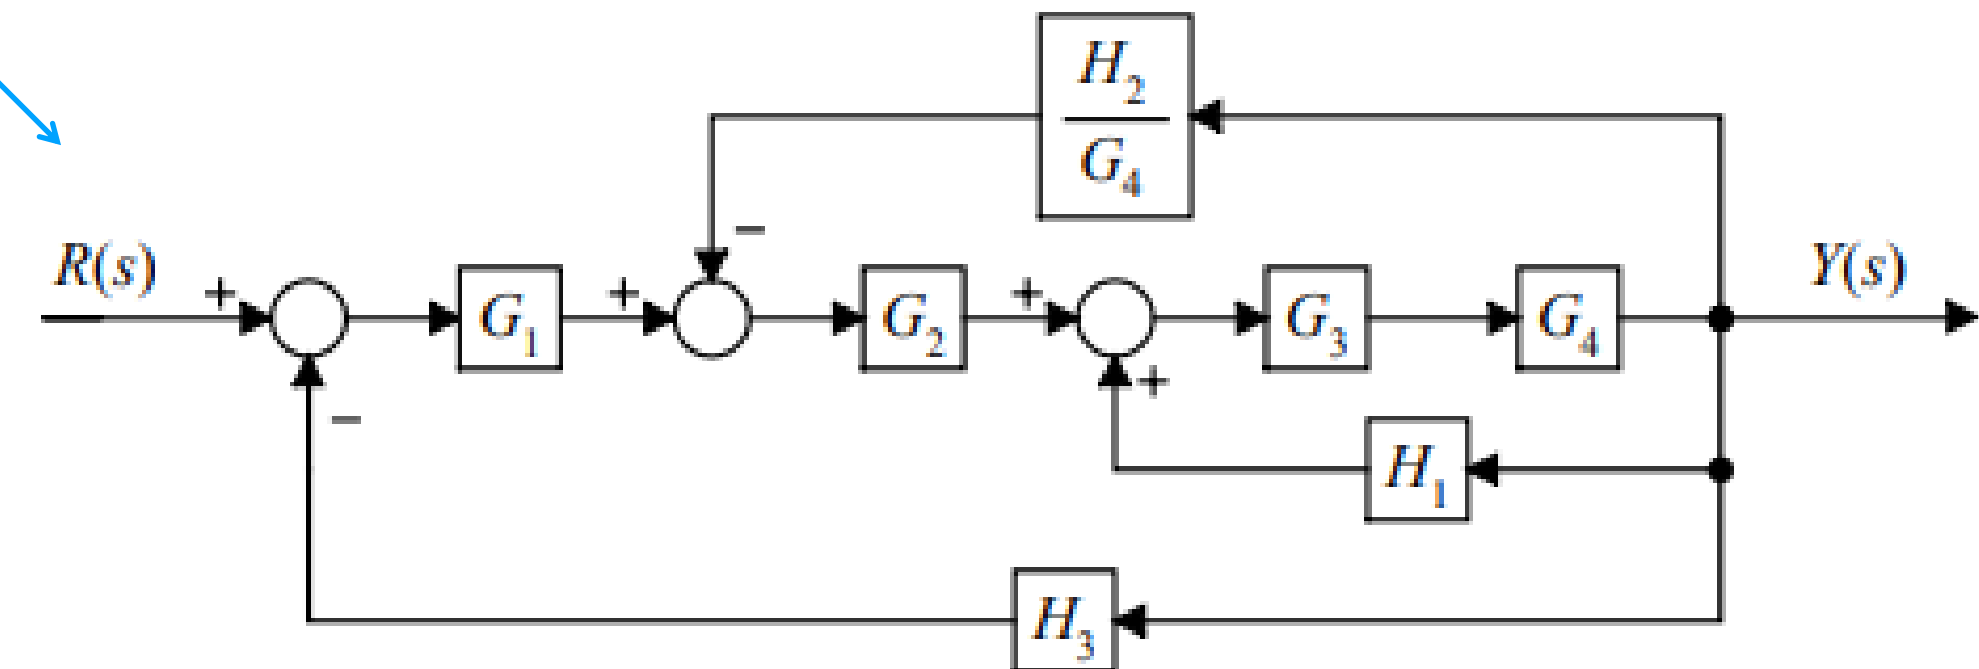 H₂
G₄
R(s) + G₁ + − G₂ + + G₃ G₄ Y(s)
− H₁
H₃